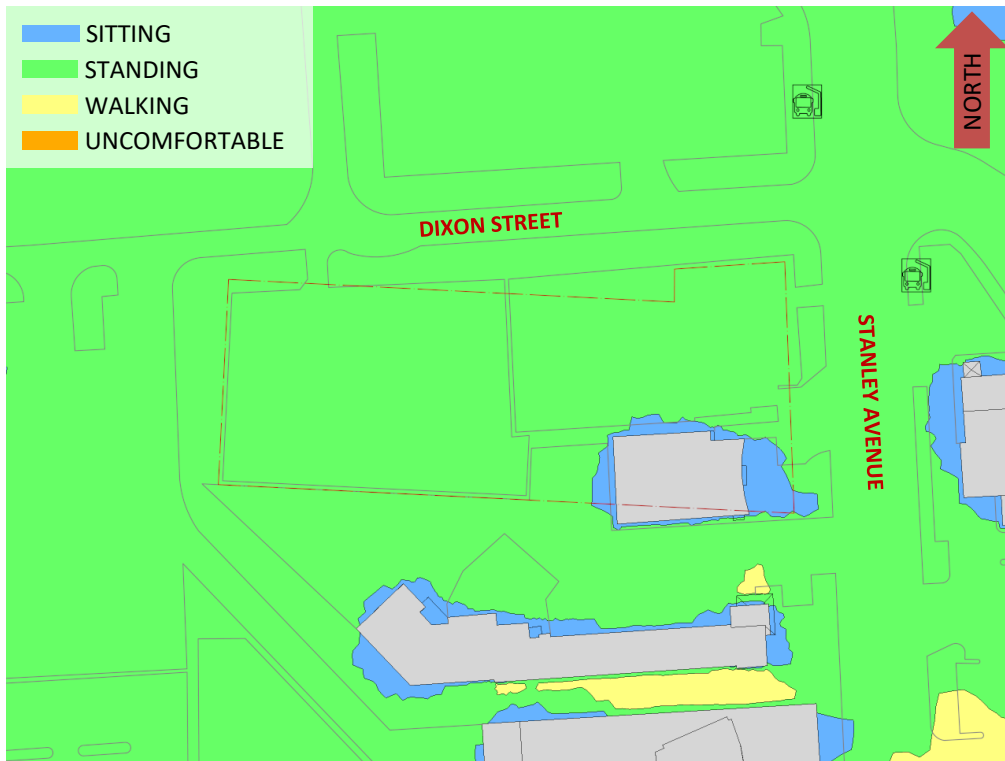 SITTING
STANDING
WALKING
UNCOMFORTABLE
NORTH
DIXON STREET
STANLEY AVENUE